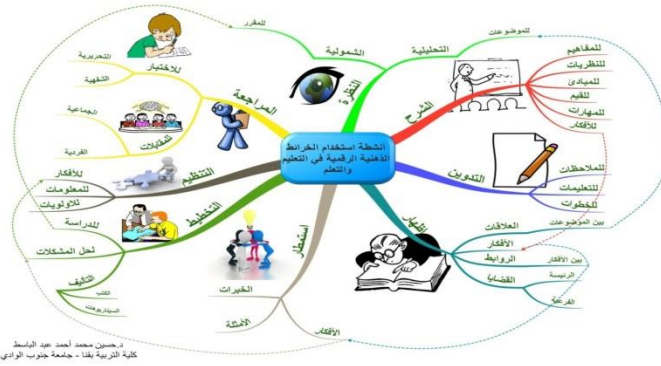 أنشطة استخدام الخرائط
الذهنية الرقمية في التعليم
والتعلم
النظرة
التحليلية
للموضوعات
الشمولية
للمقرر
الشرح
للمفاهيم
للنظريات
للمبادئ
للقيم
للمهارات
للأفكار
التدوين
للملاحظات
للتعليمات
للخطوات
اظهار
العلاقات
بين الموضوعات
الأفكار
الروابط
بين الأفكار
القضايا
الرئيسة
الفرعية
استمطار
الأفكار
الخبرات
الأمثلة
التخطيط
للدراسة
لحل المشكلات
التأليف
الكتب
السيناريوهات
التنظيم
للأفكار
للمعلومات
للأولويات
المراجعة
للاختبار
التحريرية
الشفهية
للمقابلات
الجماعية
الفردية
د.حسين محمد أحمد عبد الباسط
كلية التربية بقنا - جامعة جنوب الوادي